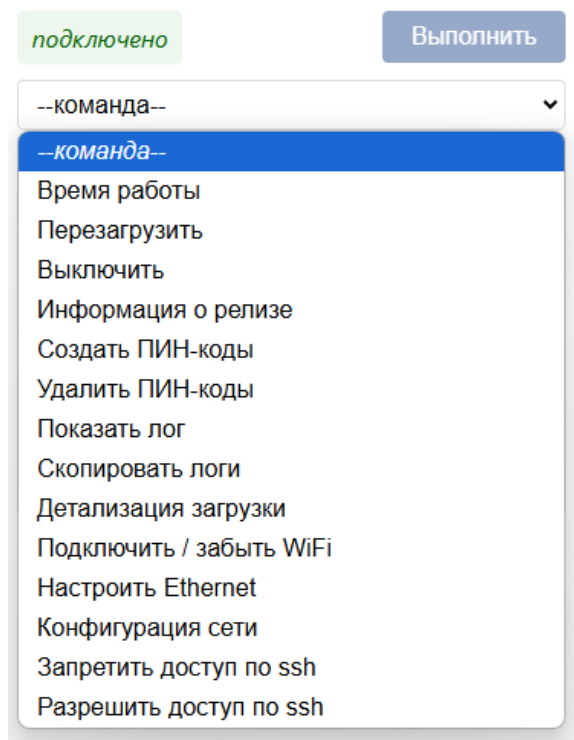 подключено
Выполнить
--команда--
--команда--
Время работы
Перезагрузить
Выключить
Информация о релизе
Создать ПИН-коды
Удалить ПИН-коды
Показать лог
Скопировать логи
Детализация загрузки
Подключить / забыть WiFi
Настроить Ethernet
Конфигурация сети
Запретить доступ по ssh
Разрешить доступ по ssh